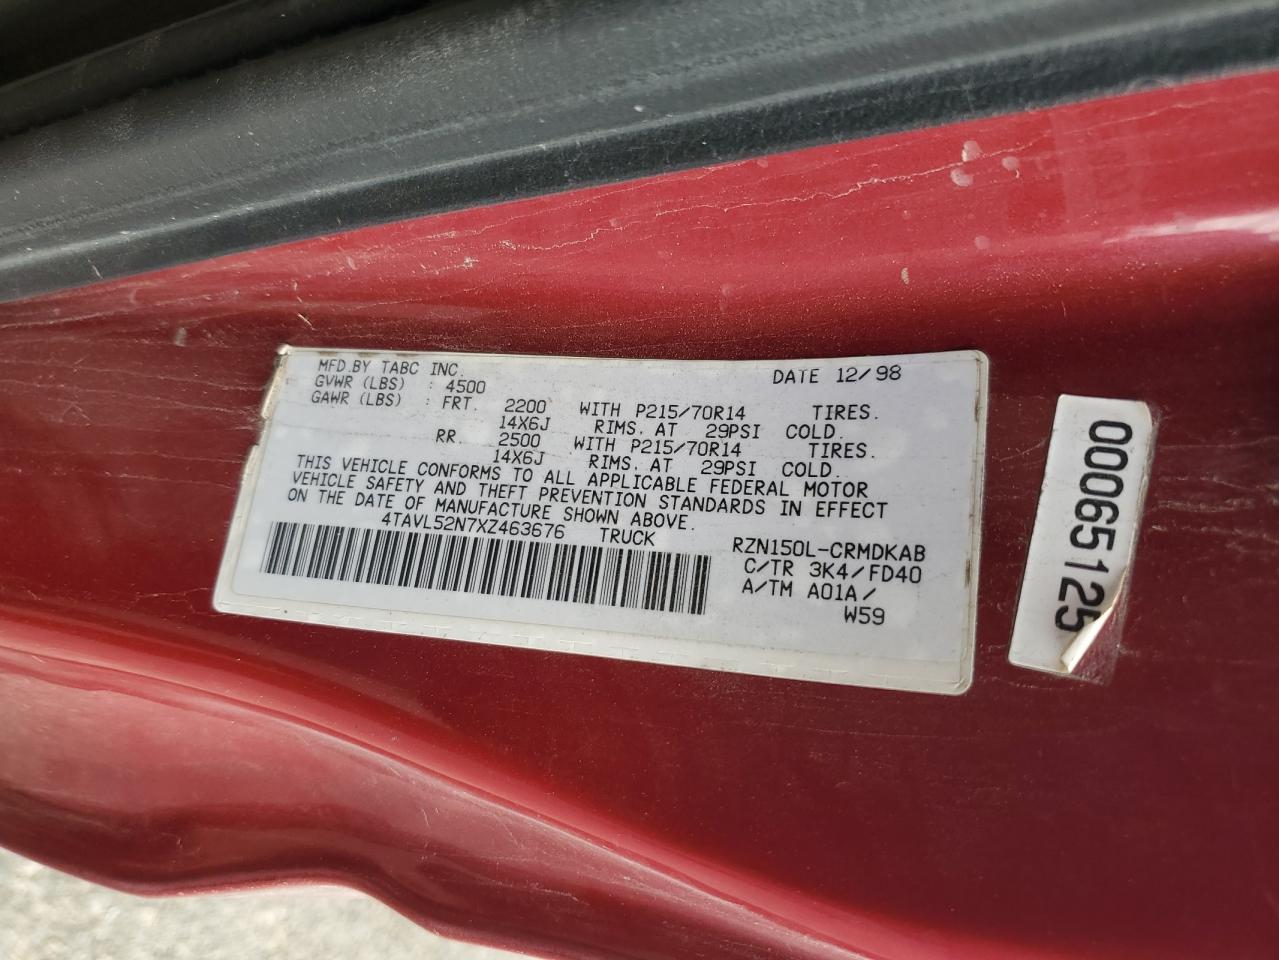 MFD.BY TABC INC. DATE 12/98
GVWR (LBS) : 4500
GAWR (LBS) : FRT. 2200 WITH P215/70R14 TIRES.
14X6J RIMS. AT 29PSI COLD.
RR. 2500 WITH P215/70R14 TIRES.
14X6J RIMS. AT 29PSI COLD.
THIS VEHICLE CONFORMS TO ALL APPLICABLE FEDERAL MOTOR
VEHICLE SAFETY AND THEFT PREVENTION STANDARDS IN EFFECT
ON THE DATE OF MANUFACTURE SHOWN ABOVE.
4TAVL52N7XZ463676 TRUCK
RZN150L-CRMDKAB
C/TR 3K4/FD40
A/TM A01A/
W59
00065125